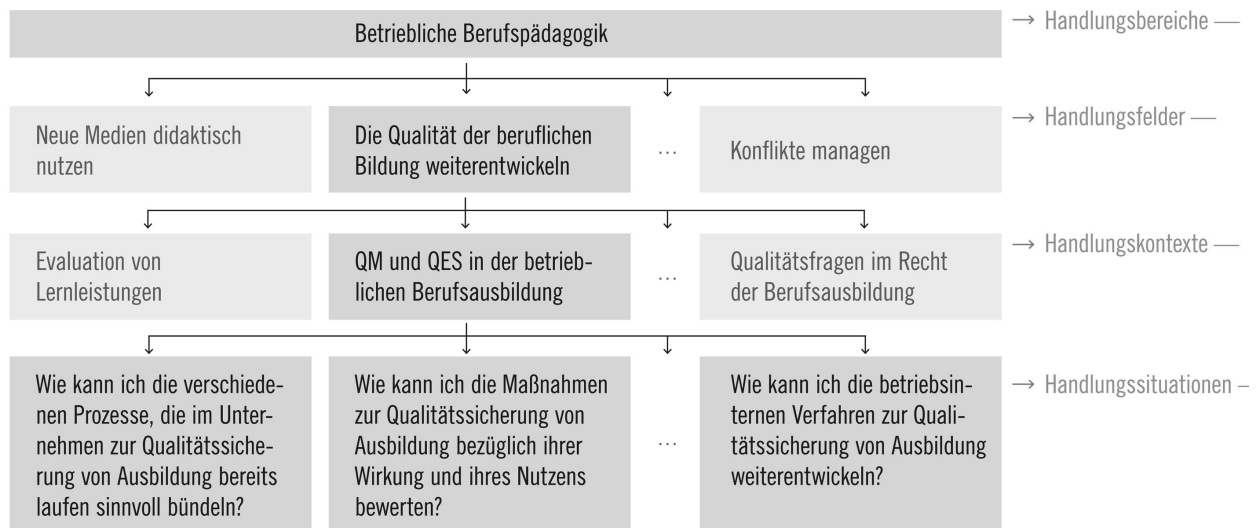 Betriebliche Berufspädagogik
→ Handlungsbereiche —
Neue Medien didaktisch
nutzen
Die Qualität der beruflichen
Bildung weiterentwickeln
...
Konflikte managen
→ Handlungsfelder —
Evaluation von
Lernleistungen
QM und QES in der betrieb-
lichen Berufsausbildung
...
Qualitätsfragen im Recht
der Berufsausbildung
→ Handlungskontexte —
Wie kann ich die verschiede-
nen Prozesse, die im Unter-
nehmen zur Qualitätssiche-
rung von Ausbildung bereits
laufen sinnvoll bündeln?
Wie kann ich die Maßnahmen
zur Qualitätssicherung von
Ausbildung bezüglich ihrer
Wirkung und ihres Nutzens
bewerten?
...
Wie kann ich die betriebsin-
ternen Verfahren zur Quali-
tätssicherung von Ausbildung
weiterentwickeln?
→ Handlungssituationen —